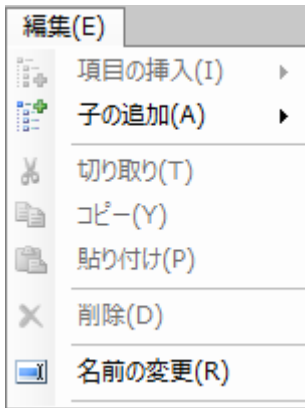 編集(E)
項目の挿入(I)
子の追加(A)
切り取り(T)
コピー(Y)
貼り付け(P)
削除(D)
名前の変更(R)